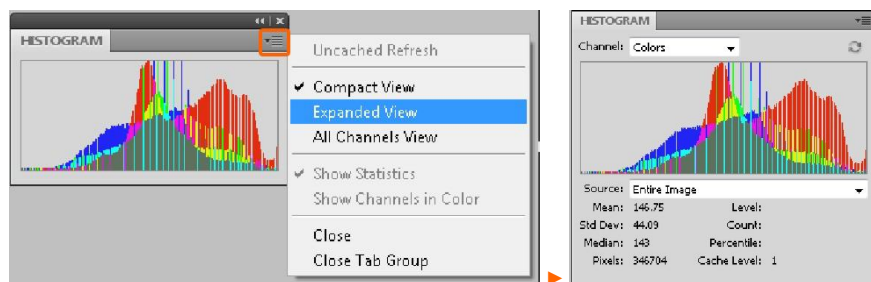 HISTOGRAM
Uncached Refresh
Compact View
Expanded View
All Channels View
Show Statistics
Show Channels in Color
Close
Close Tab Group
HISTOGRAM
Channel: Colors
Source: Entire Image
Mean: 146.75 Level:
Std Dev: 44.09 Count:
Median: 143 Percentile:
Pixels: 346704 Cache Level: 1